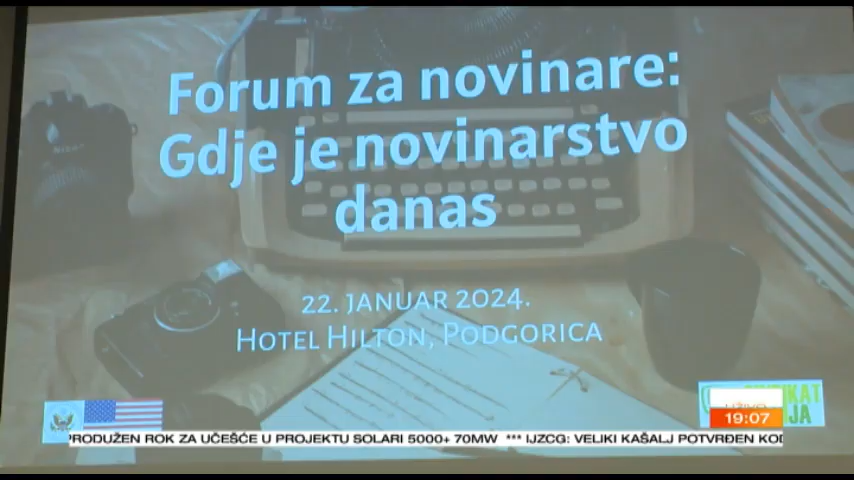 Forum za novinare:
Gdje je novinarstvo
danas
22. JANUAR 2024.
HOTEL HILTON, PODGORICA
UŽIVO
19:07
PRODUŽEN ROK ZA UČEŠĆE U PROJEKTU SOLARI 5000+ 70MW *** IJZCG: VELIKI KAŠALJ POTVRĐEN KOD